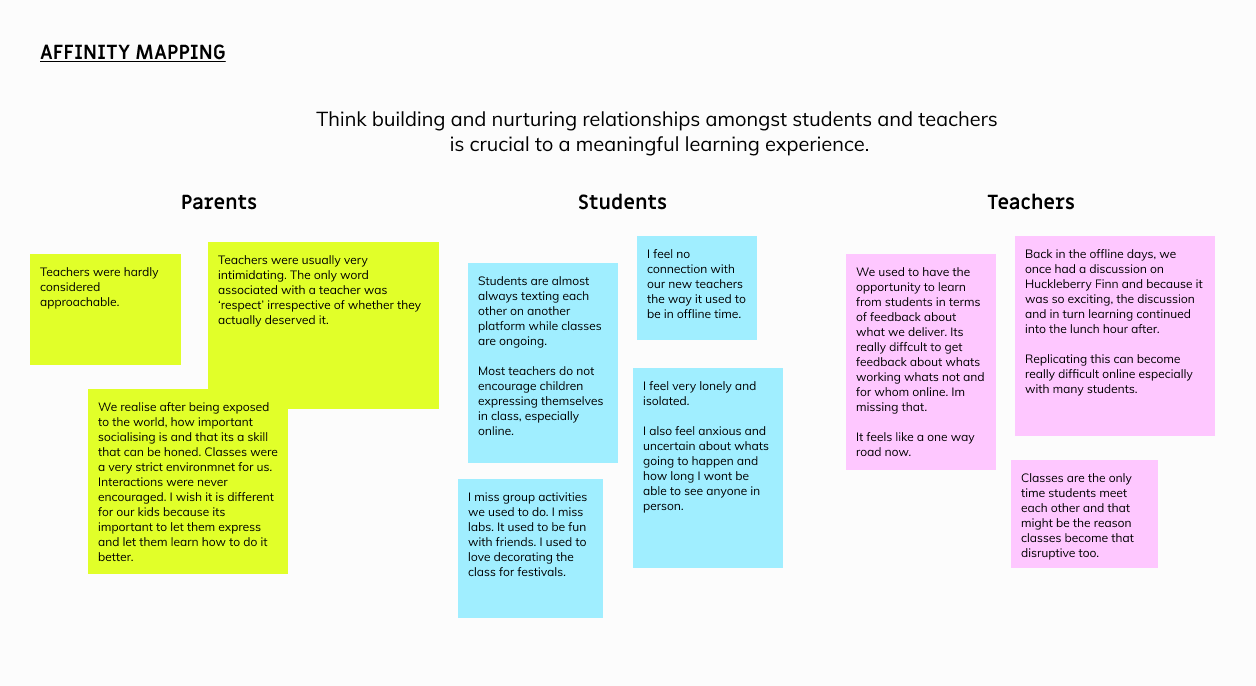 AFFINITY MAPPING
Think building and nurturing relationships amongst students and teachers
is crucial to a meaningful learning experience.
Parents
Teachers were hardly
considered
approachable.
Teachers were usually very
intimidating. The only word
associated with a teacher was
‘respect’ irrespective of whether they
actually deserved it.
We realise after being exposed
to the world, how important
socialising is and that its a skill
that can be honed. Classes were
a very strict environmnet for us.
Interactions were never
encouraged. I wish it is different
for our kids because its
important to let them express
and let them learn how to do it
better.
Students
Students are almost
always texting each
other on another
platform while classes
are ongoing.
Most teachers do not
encourage children
expressing themselves
in class, especially
online.
I feel no
connection with
our new teachers
the way it used to
be in offline time.
I feel very lonely and
isolated.
I also feel anxious and
uncertain about whats
going to happen and
how long I wont be
able to see anyone in
person.
I miss group activities
we used to do. I miss
labs. It used to be fun
with friends. I used to
love decorating the
class for festivals.
Teachers
We used to have the
opportunity to learn
from students in terms
of feedback about
what we deliver. Its
really diffcult to get
feedback about whats
working whats not and
for whom online. Im
missing that.
It feels like a one way
road now.
Back in the offline days, we
once had a discussion on
Huckleberry Finn and because it
was so exciting, the discussion
and in turn learning continued
into the lunch hour after.
Replicating this can become
really difficult online especially
with many students.
Classes are the only
time students meet
each other and that
might be the reason
classes become that
disruptive too.